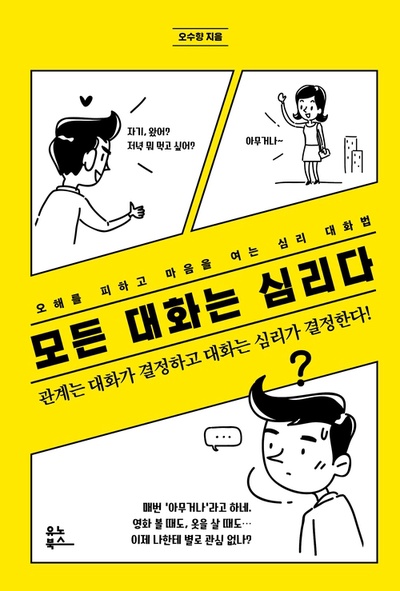 오수향 지음
자기, 왔어?
저녁 뭐 먹고 싶어?
아무거나~
오해를 피하고 마음을 여는 심리 대화법
모든 대화는 심리다
관계는 대화가 결정하고 대화는 심리가 결정한다!
?
...
매번 '아무거나'라고 하네.
영화 볼 때도, 옷을 살 때도…
이제 나한테 별로 관심 없나?
유노
북스